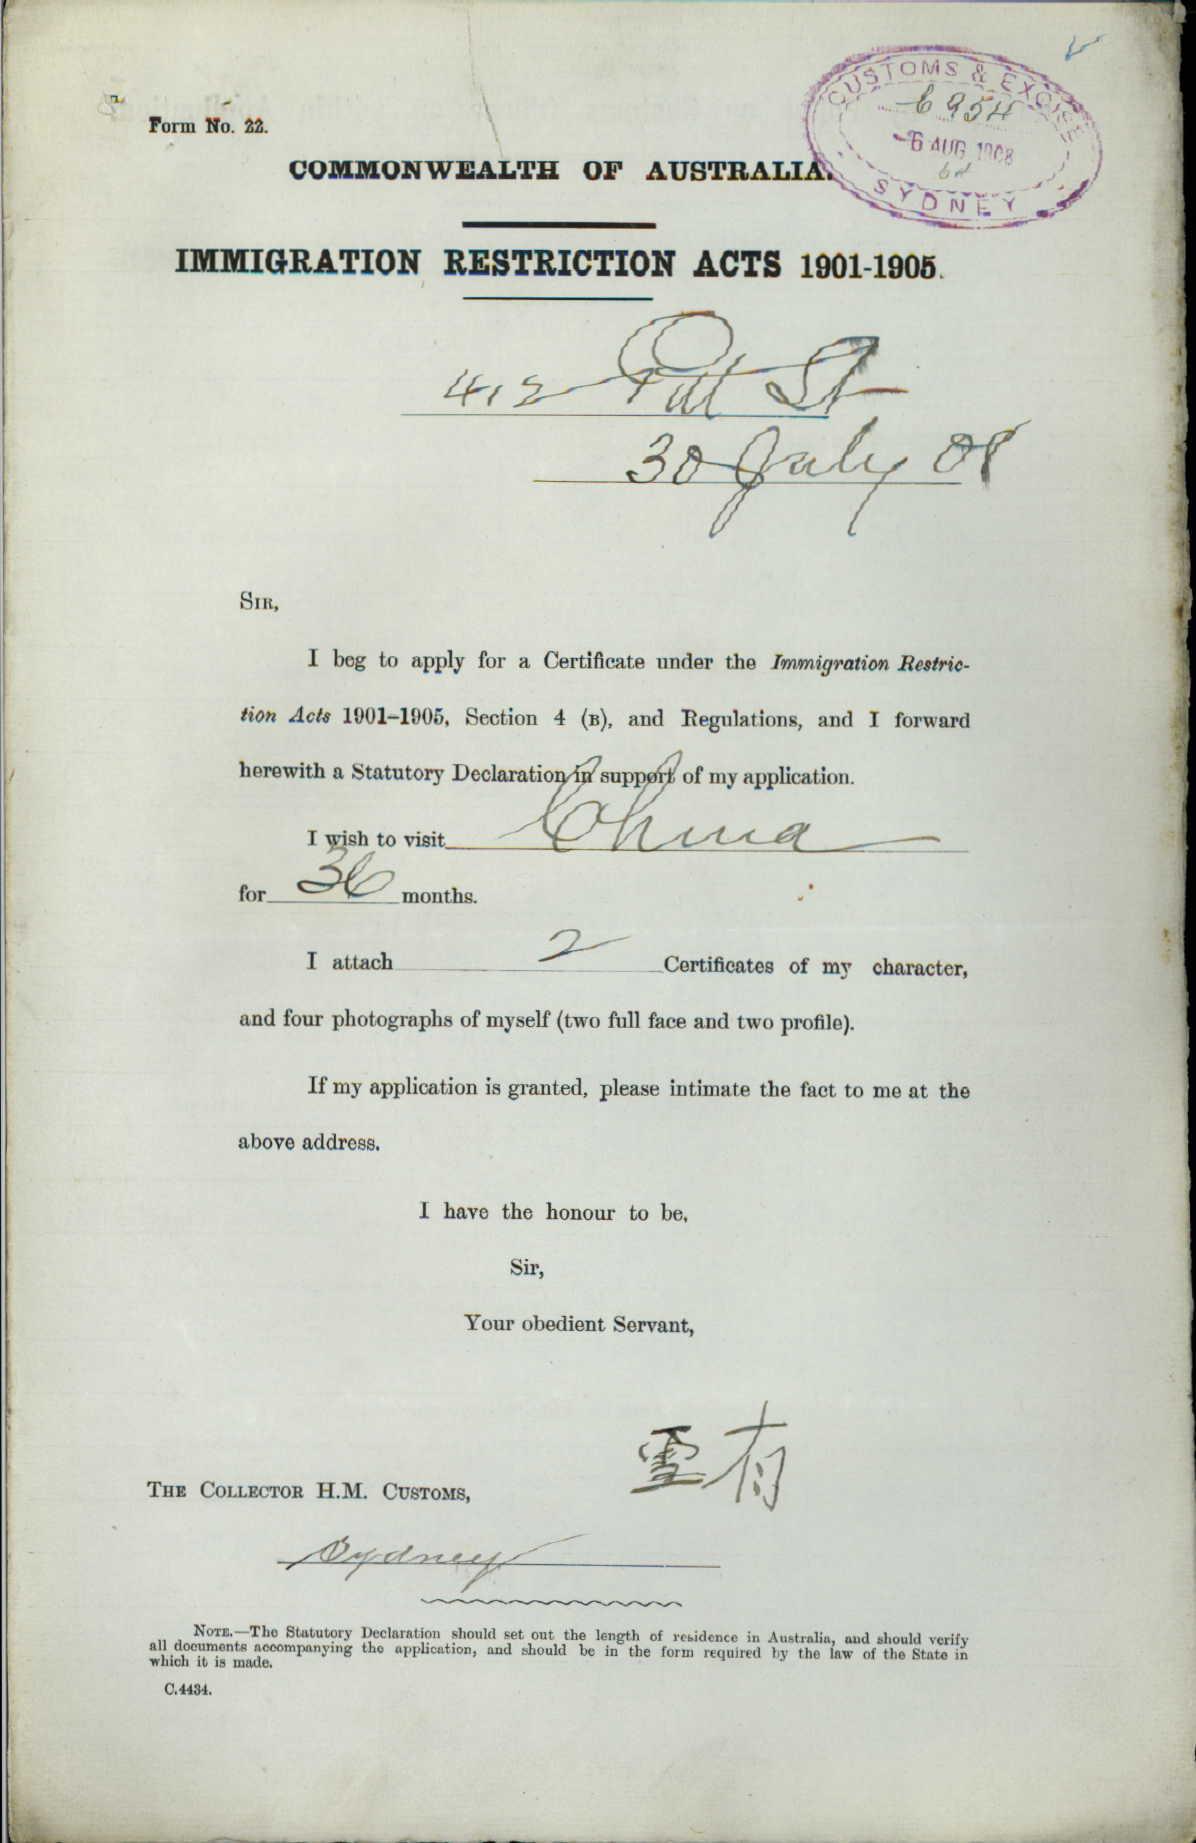 Form No. 22.
CUSTOMS & EXCISE
6954
-6 AUG 1908
SYDNEY
COMMONWEALTH OF AUSTRALIA.
IMMIGRATION RESTRICTION ACTS 1901-1905.
412 Pitt St
30 July 08
SIR,
I beg to apply for a Certificate under the Immigration Restric-
tion Acts 1901-1905, Section 4 (B), and Regulations, and I forward
herewith a Statutory Declaration in support of my application.
I wish to visit China
for 36 months.
I attach 2 Certificates of my character,
and four photographs of myself (two full face and two profile).
If my application is granted, please intimate the fact to me at the
above address.
I have the honour to be,
Sir,
Your obedient Servant,
THE COLLECTOR H.M. CUSTOMS,
Sydney
NOTE.—The Statutory Declaration should set out the length of residence in Australia, and should verify
all documents accompanying the application, and should be in the form required by the law of the State in
which it is made.
C.4434.